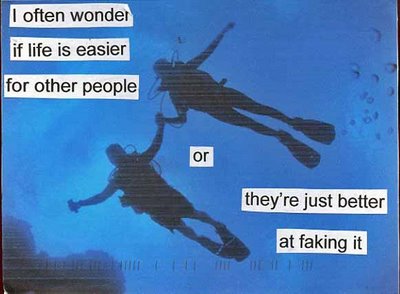 I often wonder
if life is easier
for other people
or
they're just better
at faking it